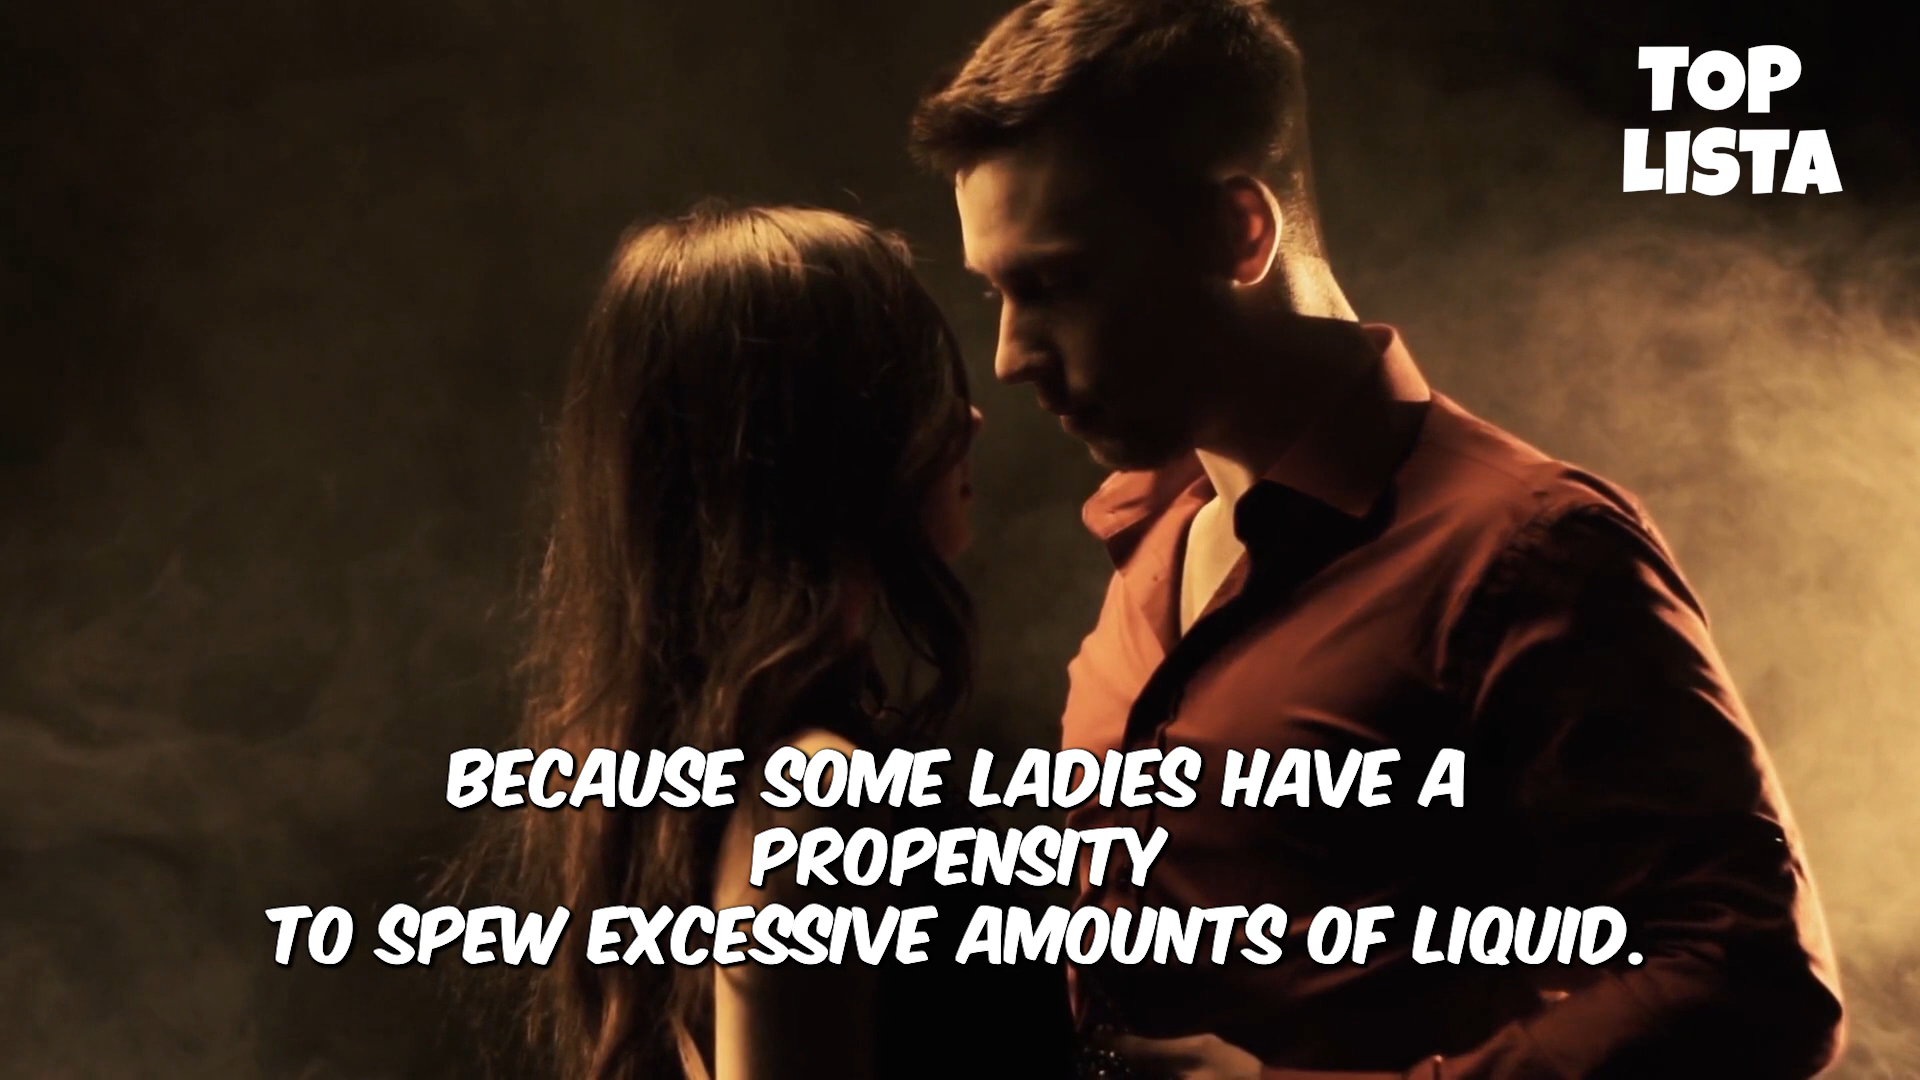 TOP
LISTA
BECAUSE SOME LADIES HAVE A
PROPENSITY
TO SPEW EXCESSIVE AMOUNTS OF LIQUID.